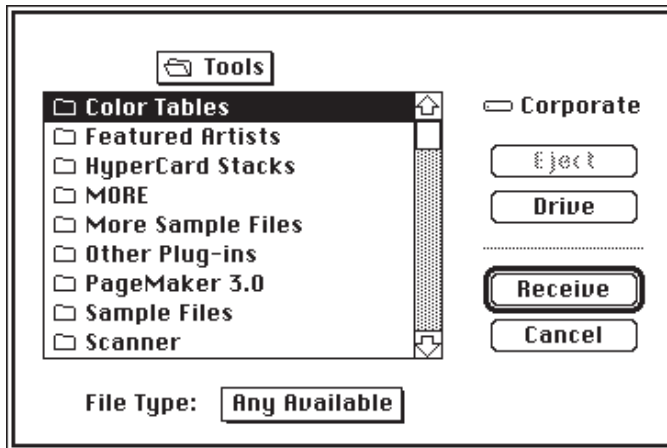 Tools
Color Tables
Featured Artists
HyperCard Stacks
MORE
More Sample Files
Other Plug-ins
PageMaker 3.0
Sample Files
Scanner
Corporate
Eject
Drive
Receive
Cancel
File Type: Any Available